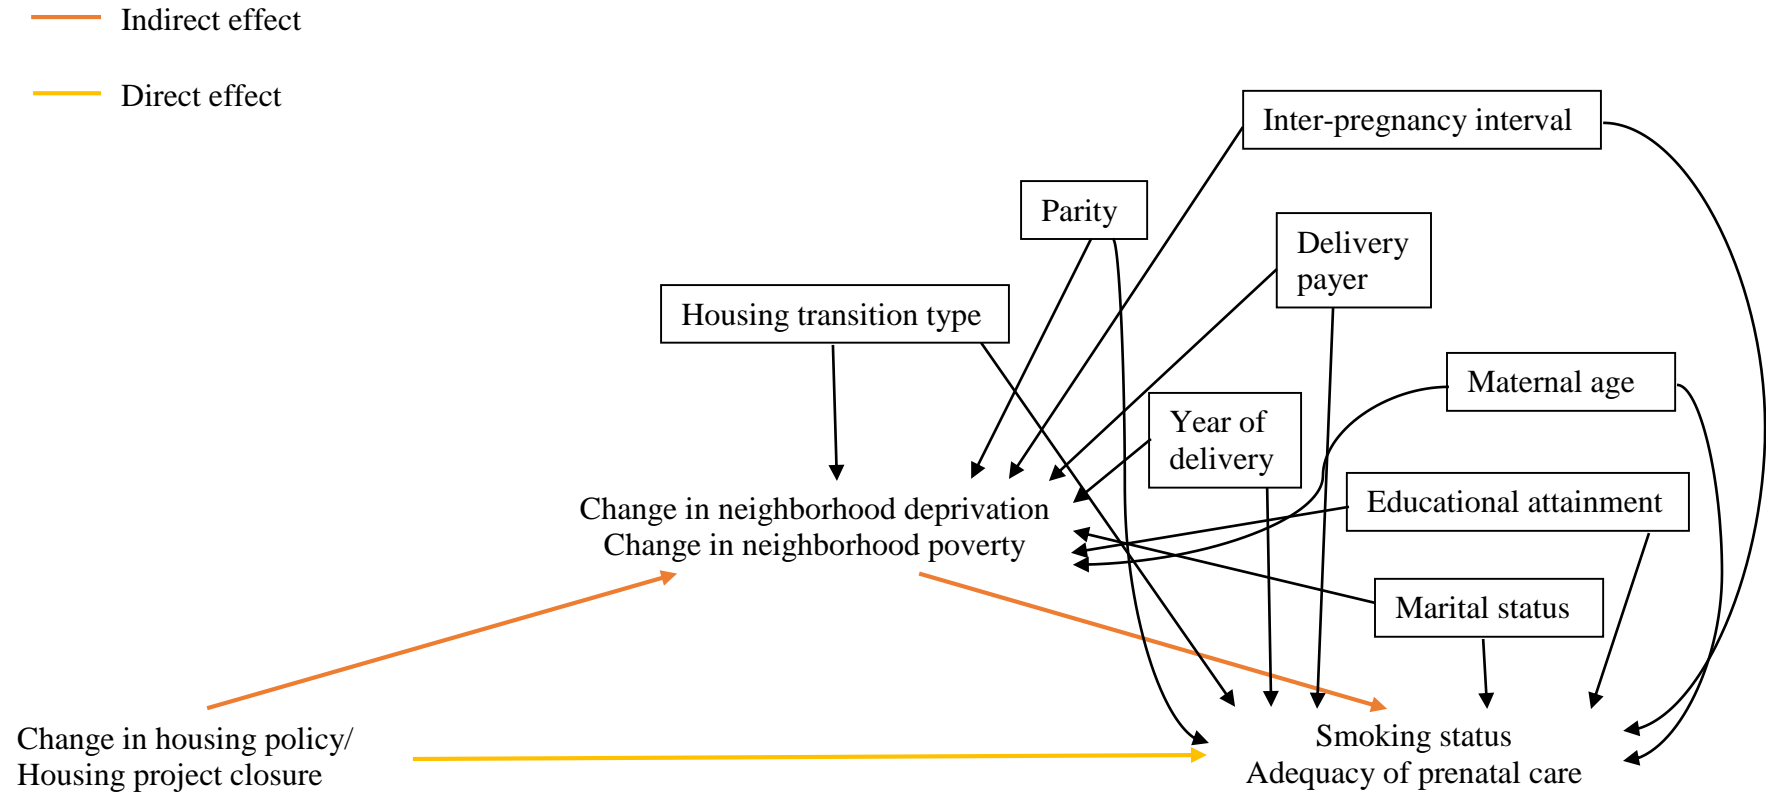 Indirect effect
Direct effect
Inter-pregnancy interval
Parity
Delivery
payer
Housing transition type
Maternal age
Year of
delivery
Educational attainment
Change in neighborhood deprivation
Change in neighborhood poverty
Marital status
Change in housing policy/
Housing project closure
Smoking status
Adequacy of prenatal care